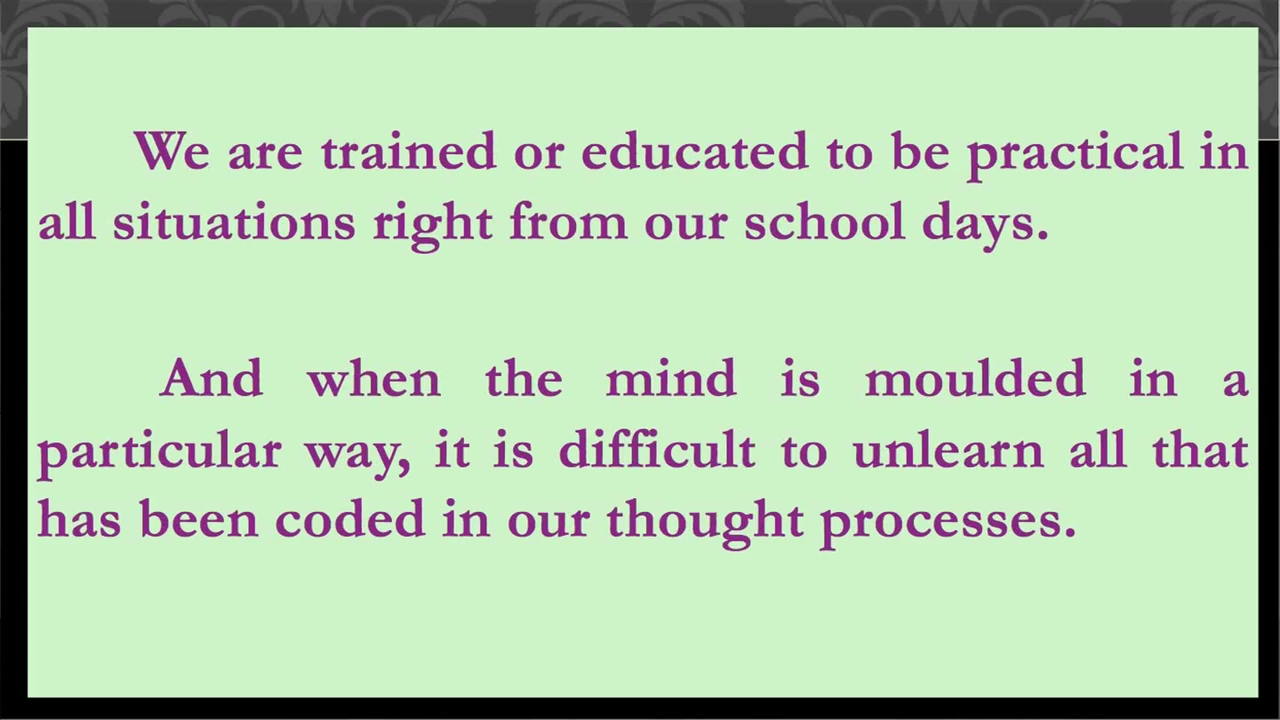 We are trained or educated to be practical in
all situations right from our school days.
And when the mind is moulded in a
particular way, it is difficult to unlearn all that
has been coded in our thought processes.